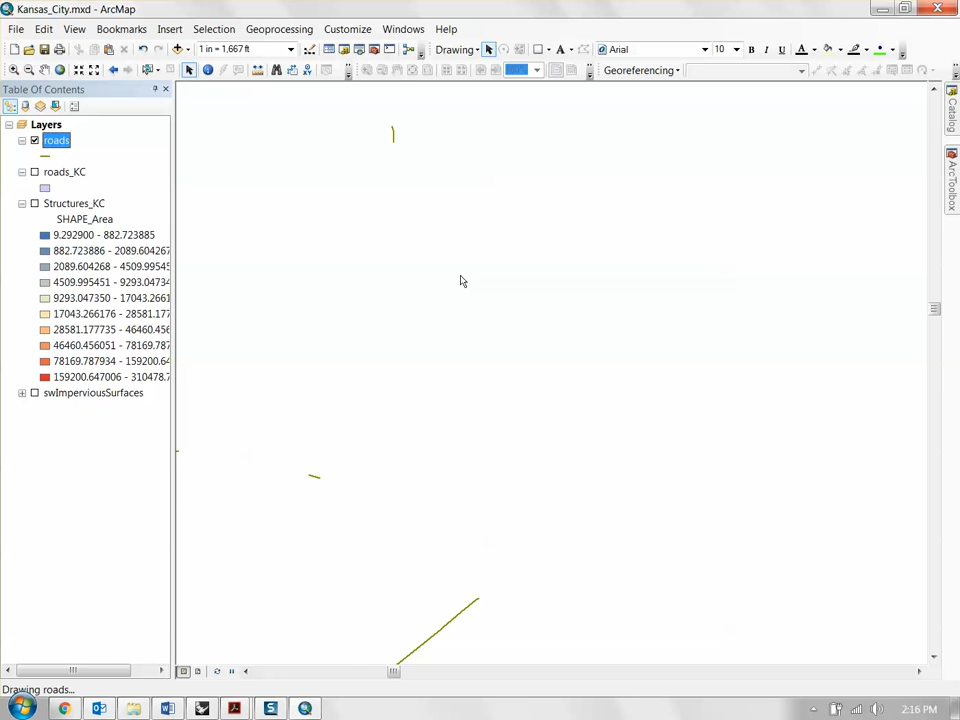 Kansas_City.mxd - ArcMap
File Edit View Bookmarks Insert Selection Geoprocessing Customize Windows Help
1 in = 1,667 ft Drawing Arial 10 B I U A
Georeferencing
Table Of Contents
Layers
roads
roads_KC
Structures_KC
SHAPE_Area
9.292900 - 882.723885
882.723886 - 2089.604267
2089.604268 - 4509.99545
4509.995451 - 9293.04734
9293.047350 - 17043.2661
17043.266176 - 28581.177
28581.177735 - 46460.456
46460.456051 - 78169.787
78169.787934 - 159200.64
159200.647006 - 310478.7
swImperviousSurfaces
Catalog
ArcToolbox
Drawing roads...
2:16 PM